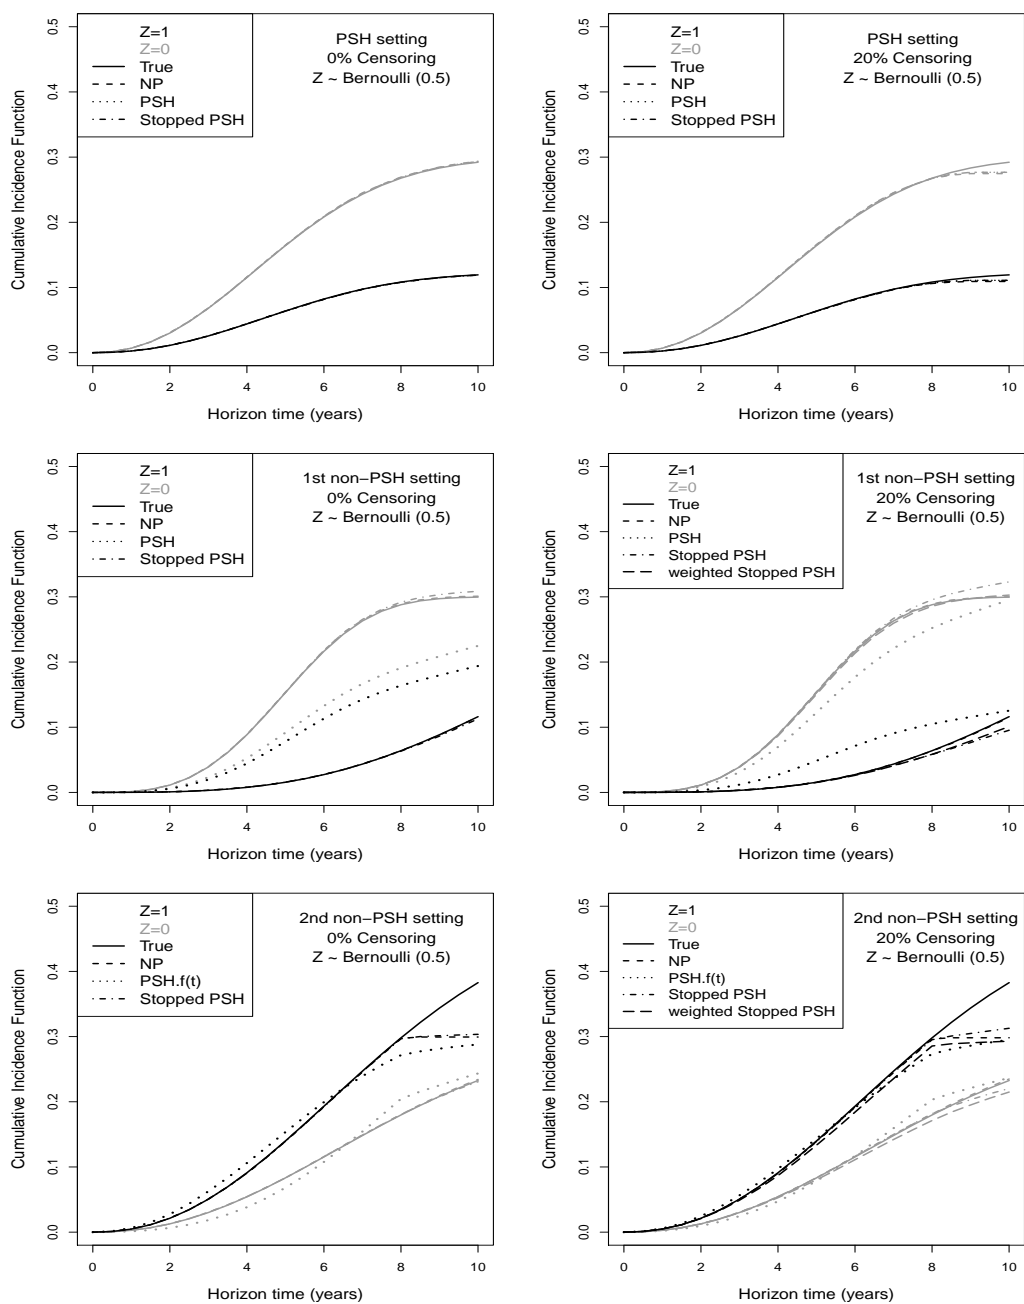 Z=1
Z=0
True
NP
PSH
Stopped PSH
PSH setting
0% Censoring
Z ~ Bernoulli (0.5)
Cumulative Incidence Function
0.0 0.1 0.2 0.3 0.4 0.5
0 2 4 6 8 10
Horizon time (years)
Z=1
Z=0
True
NP
PSH
Stopped PSH
PSH setting
20% Censoring
Z ~ Bernoulli (0.5)
Cumulative Incidence Function
0.0 0.1 0.2 0.3 0.4 0.5
0 2 4 6 8 10
Horizon time (years)
Z=1
Z=0
True
NP
PSH
Stopped PSH
1st non−PSH setting
0% Censoring
Z ~ Bernoulli (0.5)
Cumulative Incidence Function
0.0 0.1 0.2 0.3 0.4 0.5
0 2 4 6 8 10
Horizon time (years)
Z=1
Z=0
True
NP
PSH
Stopped PSH
weighted Stopped PSH
1st non−PSH setting
20% Censoring
Z ~ Bernoulli (0.5)
Cumulative Incidence Function
0.0 0.1 0.2 0.3 0.4 0.5
0 2 4 6 8 10
Horizon time (years)
Z=1
Z=0
True
NP
PSH.f(t)
Stopped PSH
2nd non−PSH setting
0% Censoring
Z ~ Bernoulli (0.5)
Cumulative Incidence Function
0.0 0.1 0.2 0.3 0.4 0.5
0 2 4 6 8 10
Horizon time (years)
Z=1
Z=0
True
NP
PSH.f(t)
Stopped PSH
weighted Stopped PSH
2nd non−PSH setting
20% Censoring
Z ~ Bernoulli (0.5)
Cumulative Incidence Function
0.0 0.1 0.2 0.3 0.4 0.5
0 2 4 6 8 10
Horizon time (years)